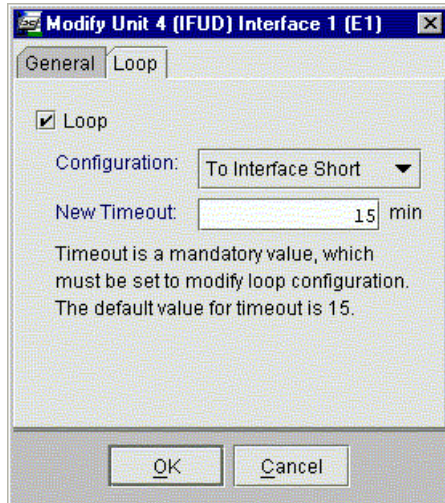 Modify Unit 4 (IFUD) Interface 1 (E1)
General Loop
Loop
Configuration: To Interface Short
New Timeout: 15 min
Timeout is a mandatory value, which
must be set to modify loop configuration.
The default value for timeout is 15.
OK Cancel